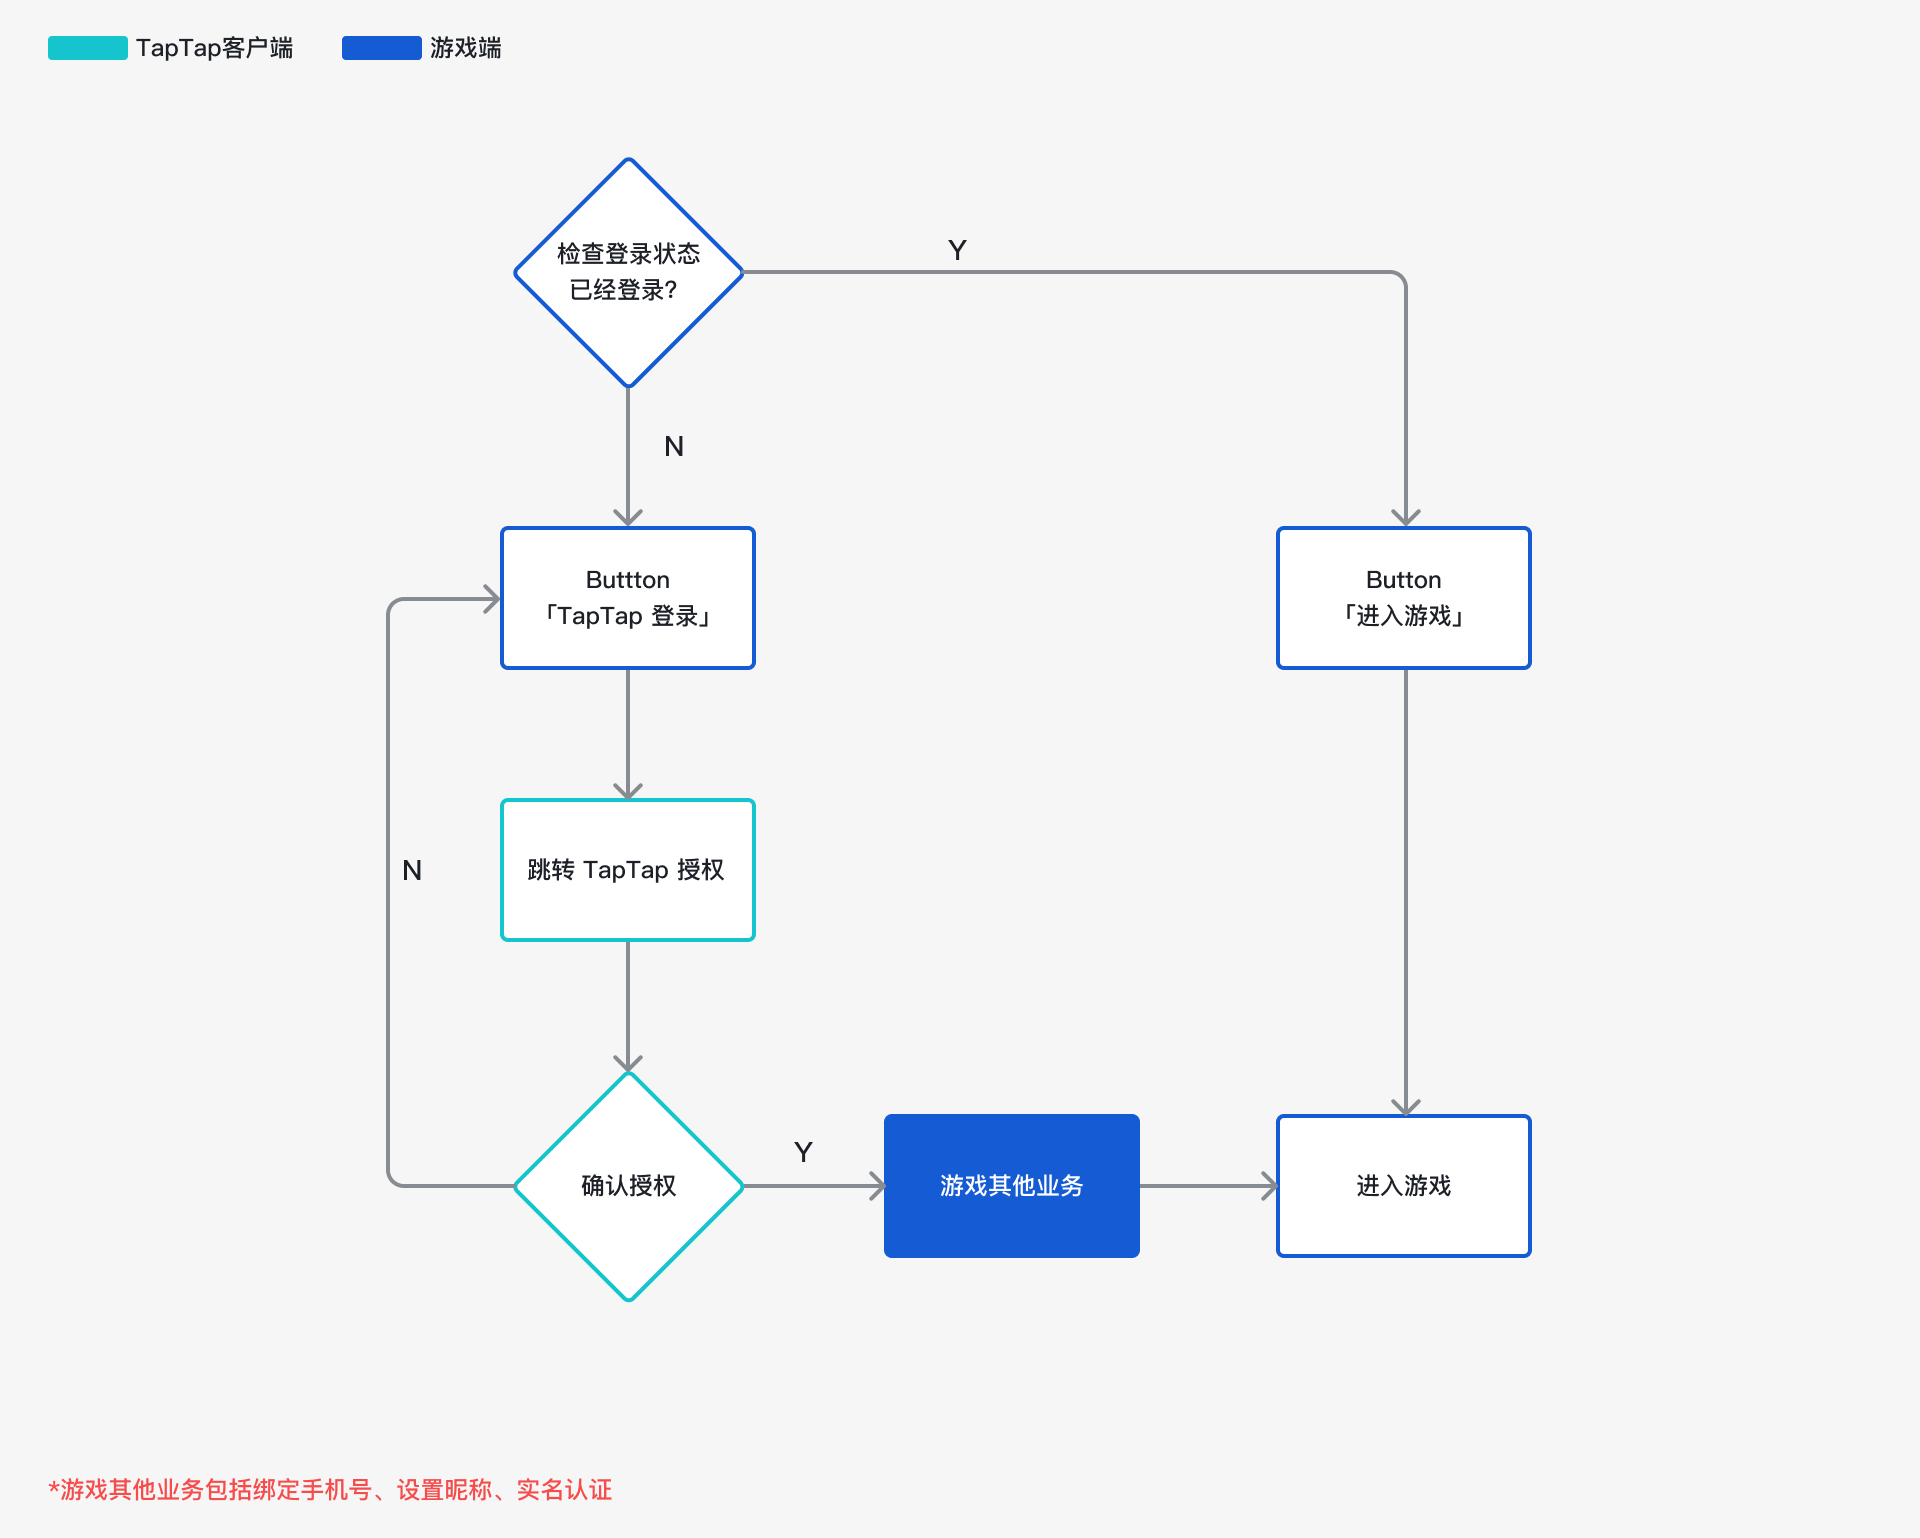 TapTap客户端
游戏端
检查登录状态
已经登录?
Y
N
Buttton
「TapTap 登录」
Button
「进入游戏」
跳转 TapTap 授权
N
确认授权
Y
游戏其他业务
进入游戏
*游戏其他业务包括绑定手机号、设置昵称、实名认证